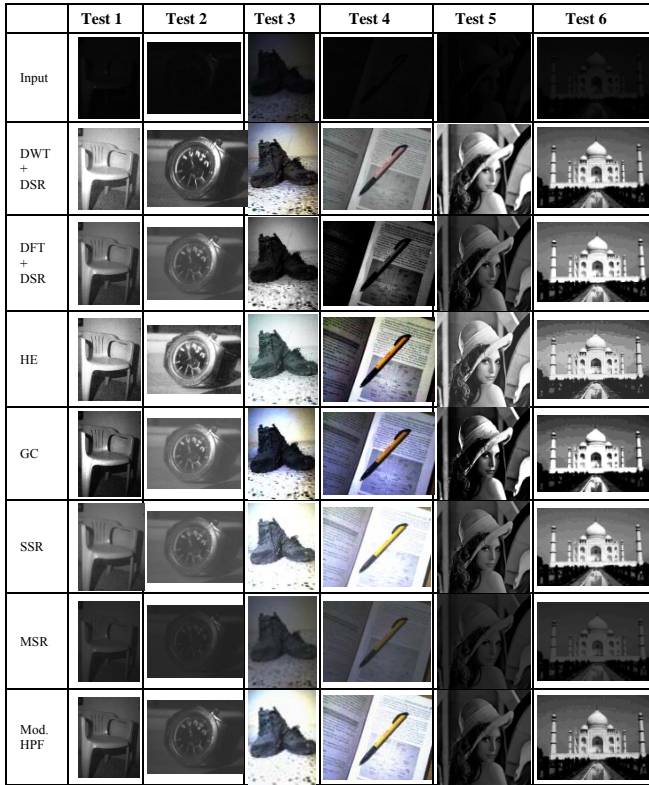 Test 1 Test 2 Test 3 Test 4 Test 5 Test 6
Input
DWT
+
DSR
DFT
+
DSR
HE
GC
SSR
MSR
Mod.
HPF